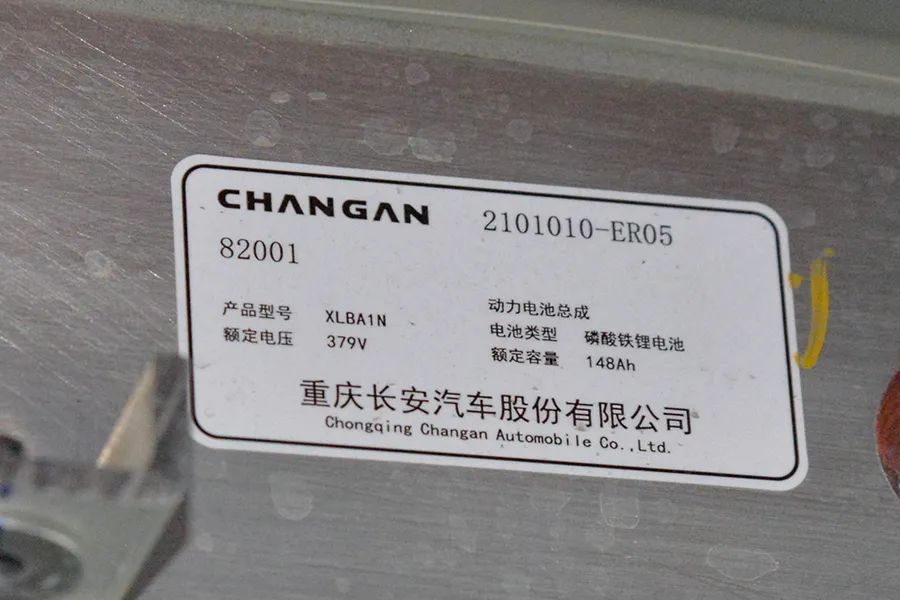 CHANGAN 2101010-ER05
82001
产品型号 XLBA1N 动力电池总成
额定电压 379V 电池类型 磷酸铁锂电池
额定容量 148Ah
重庆长安汽车股份有限公司
Chongqing Changan Automobile Co.,Ltd.